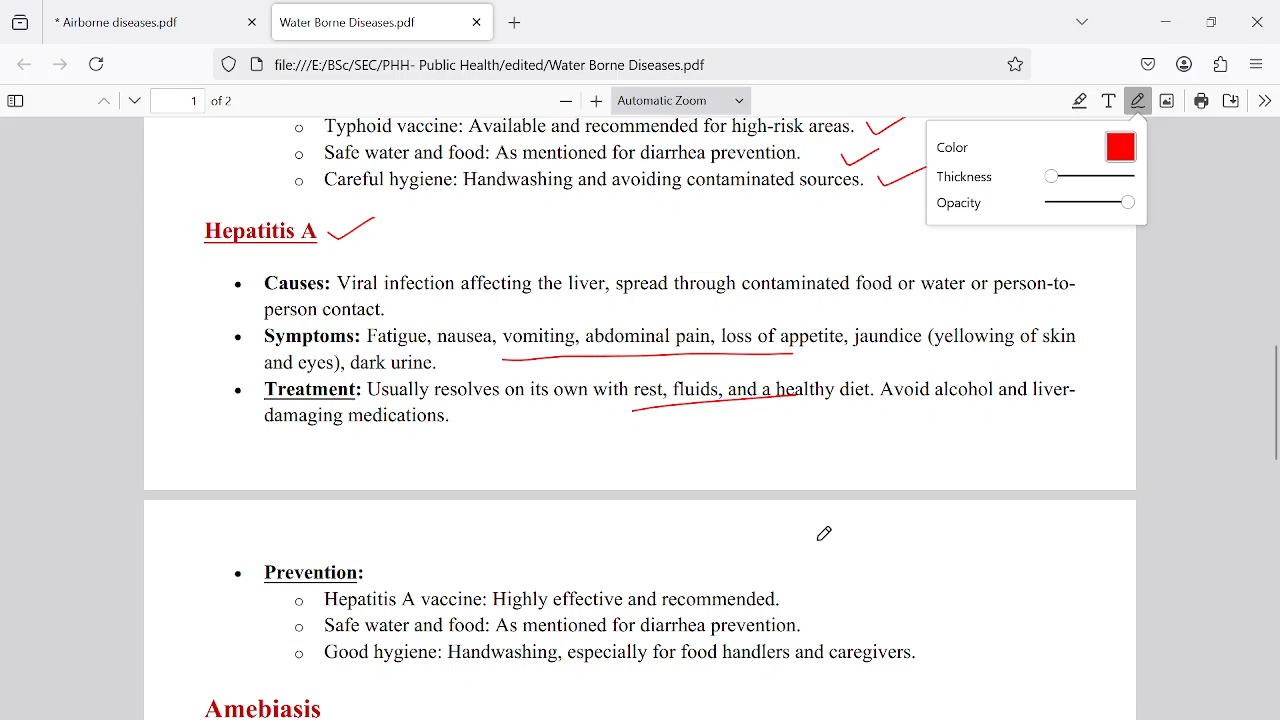 * Airborne diseases.pdf
Water Borne Diseases.pdf
file:///E:/BSc/SEC/PHH- Public Health/edited/Water Borne Diseases.pdf
1 of 2
Automatic Zoom
Color
Thickness
Opacity
o Typhoid vaccine: Available and recommended for high-risk areas.
o Safe water and food: As mentioned for diarrhea prevention.
o Careful hygiene: Handwashing and avoiding contaminated sources.
Hepatitis A
• Causes: Viral infection affecting the liver, spread through contaminated food or water or person-to-
person contact.
• Symptoms: Fatigue, nausea, vomiting, abdominal pain, loss of appetite, jaundice (yellowing of skin
and eyes), dark urine.
• Treatment: Usually resolves on its own with rest, fluids, and a healthy diet. Avoid alcohol and liver-
damaging medications.
• Prevention:
o Hepatitis A vaccine: Highly effective and recommended.
o Safe water and food: As mentioned for diarrhea prevention.
o Good hygiene: Handwashing, especially for food handlers and caregivers.
Amebiasis